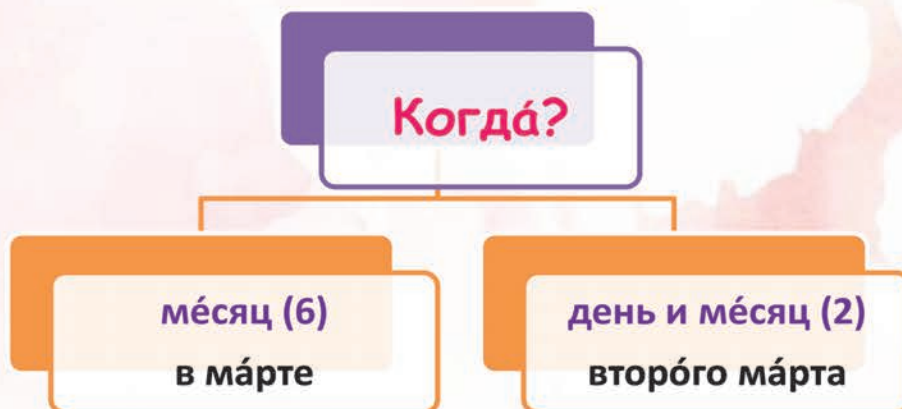 Когда́?
ме́сяц (6)
в ма́рте
день и ме́сяц (2)
второ́го ма́рта